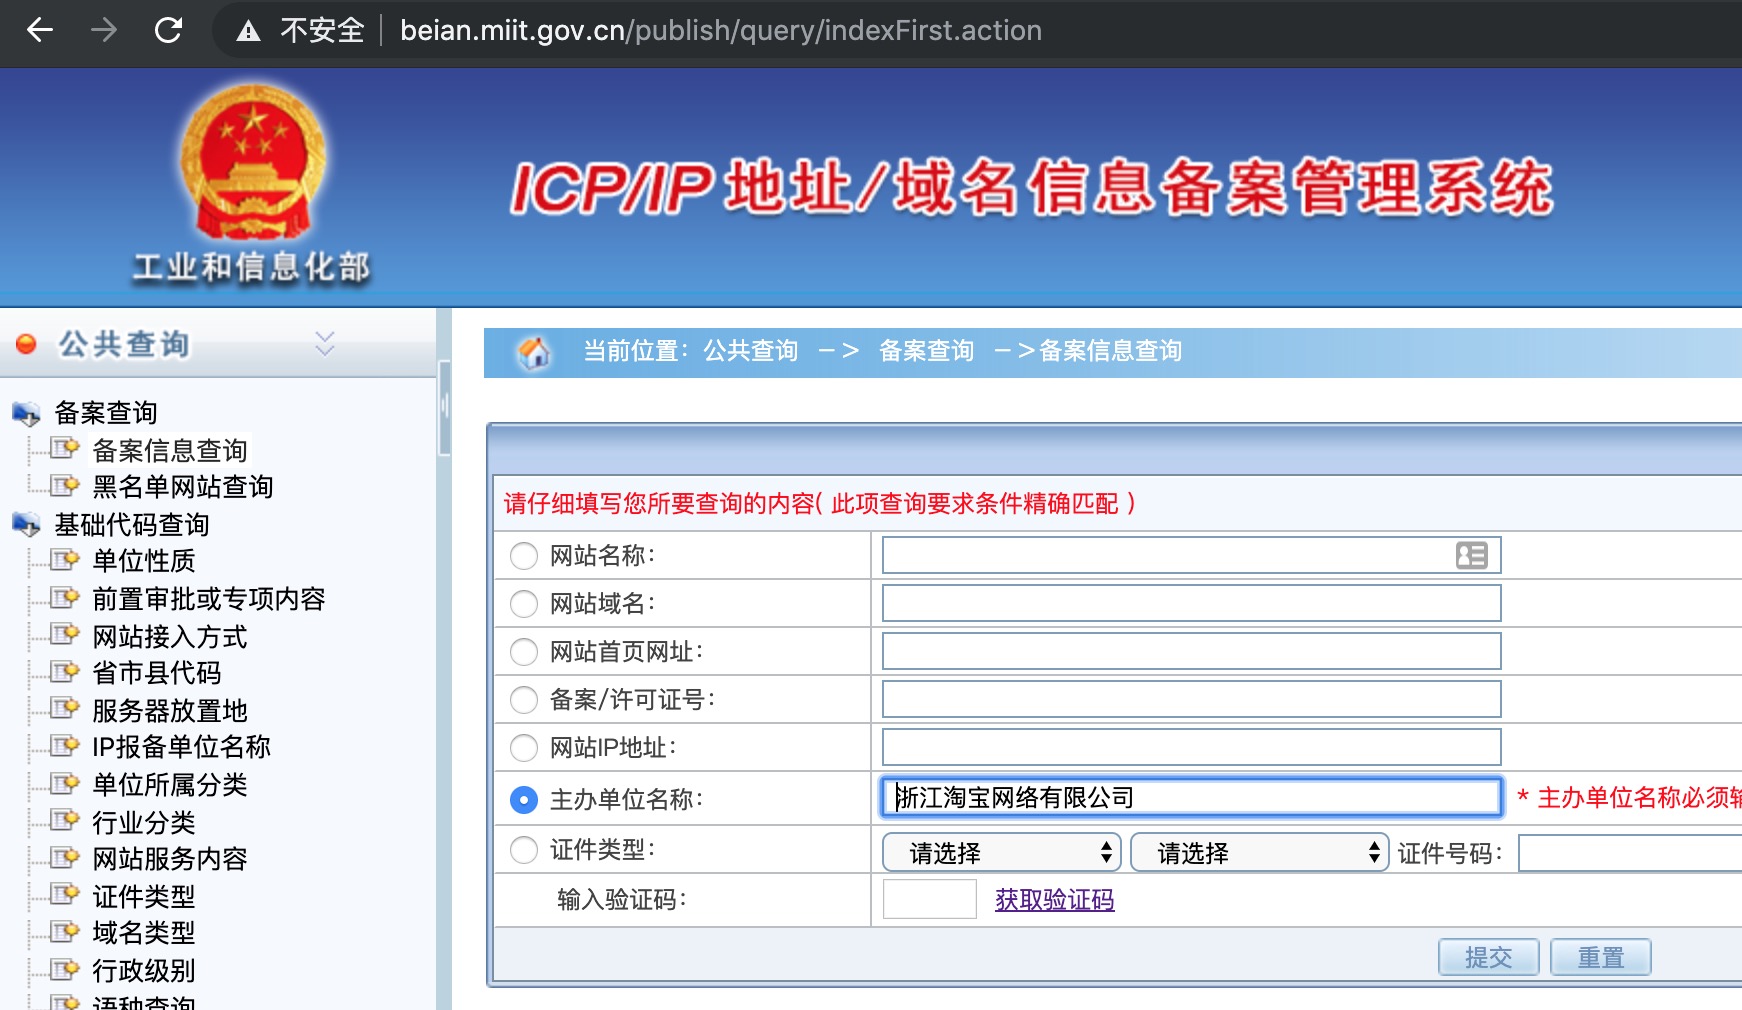 不安全 | beian.miit.gov.cn/publish/query/indexFirst.action
ICP/IP地址/域名信息备案管理系统
工业和信息化部
公共查询
备案查询
备案信息查询
黑名单网站查询
基础代码查询
单位性质
前置审批或专项内容
网站接入方式
省市县代码
服务器放置地
IP报备单位名称
单位所属分类
行业分类
网站服务内容
证件类型
域名类型
行政级别
语种查询
当前位置：公共查询 －> 备案查询 －>备案信息查询
请仔细填写您所要查询的内容( 此项查询要求条件精确匹配 )
网站名称：
网站域名：
网站首页网址：
备案/许可证号：
网站IP地址：
主办单位名称： 浙江淘宝网络有限公司 * 主办单位名称必须
证件类型： 请选择 请选择 证件号码：
输入验证码： 获取验证码
提交 重置